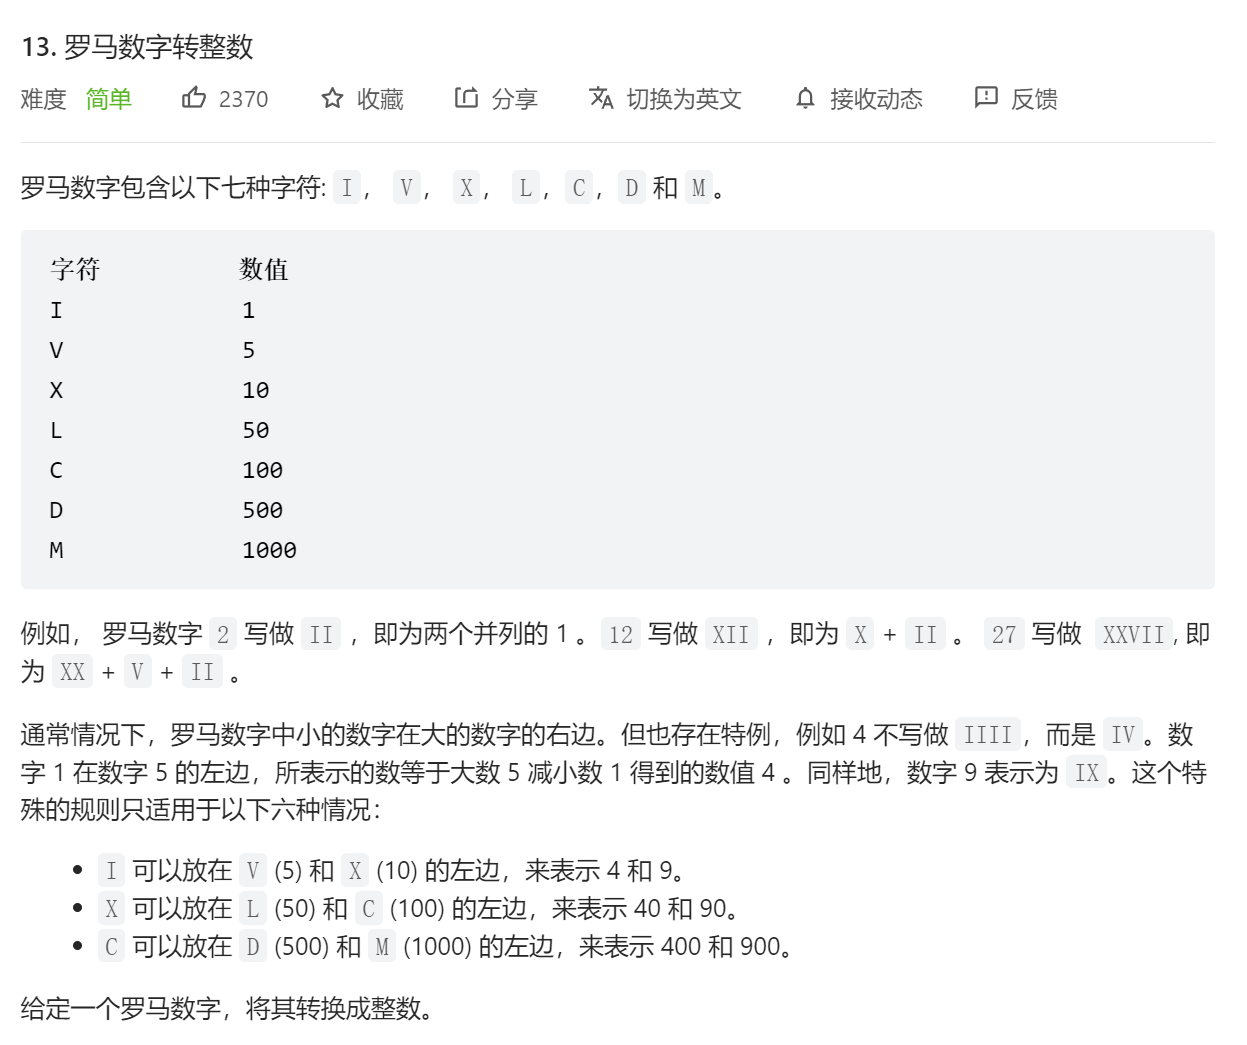 13. 罗马数字转整数
难度 简单 2370 收藏 分享 切换为英文 接收动态 反馈
罗马数字包含以下七种字符: I， V， X， L，C，D 和 M。
字符 数值
I 1
V 5
X 10
L 50
C 100
D 500
M 1000
例如， 罗马数字 2 写做 II ，即为两个并列的 1 。12 写做 XII ，即为 X + II 。 27 写做 XXVII, 即
为 XX + V + II 。
通常情况下，罗马数字中小的数字在大的数字的右边。但也存在特例，例如 4 不写做 IIII，而是 IV。数
字 1 在数字 5 的左边，所表示的数等于大数 5 减小数 1 得到的数值 4 。同样地，数字 9 表示为 IX。这个特
殊的规则只适用于以下六种情况：
• I 可以放在 V (5) 和 X (10) 的左边，来表示 4 和 9。
• X 可以放在 L (50) 和 C (100) 的左边，来表示 40 和 90。
• C 可以放在 D (500) 和 M (1000) 的左边，来表示 400 和 900。
给定一个罗马数字，将其转换成整数。